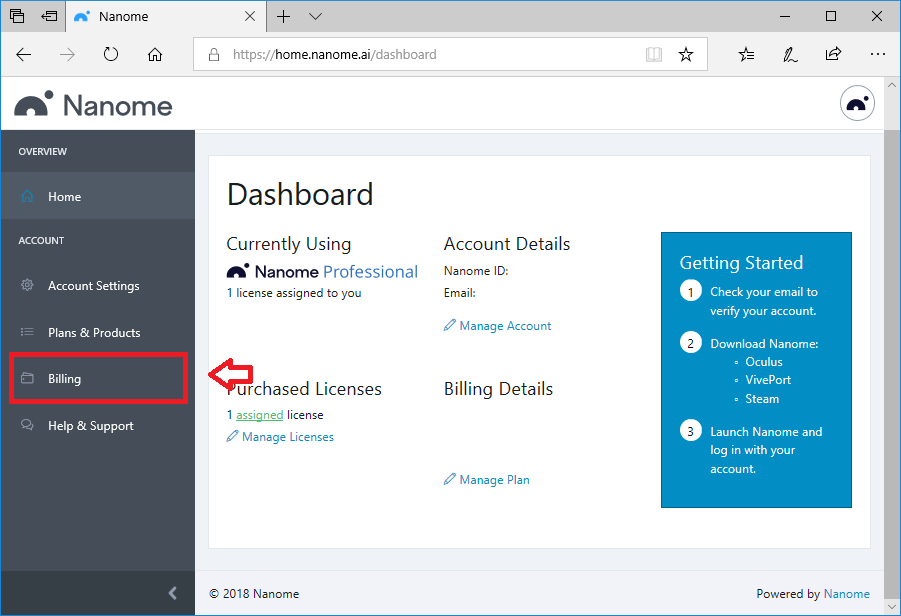 Nanome
https://home.nanome.ai/dashboard
Nanome
OVERVIEW
Home
ACCOUNT
Account Settings
Plans & Products
Billing
Help & Support
Dashboard
Currently Using
Nanome Professional
1 license assigned to you
Account Details
Nanome ID:
Email:
Manage Account
Purchased Licenses
1 assigned license
Manage Licenses
Billing Details
Manage Plan
Getting Started
1 Check your email to
verify your account.
2 Download Nanome:
Oculus
VivePort
Steam
3 Launch Nanome and
log in with your
account.
© 2018 Nanome
Powered by Nanome